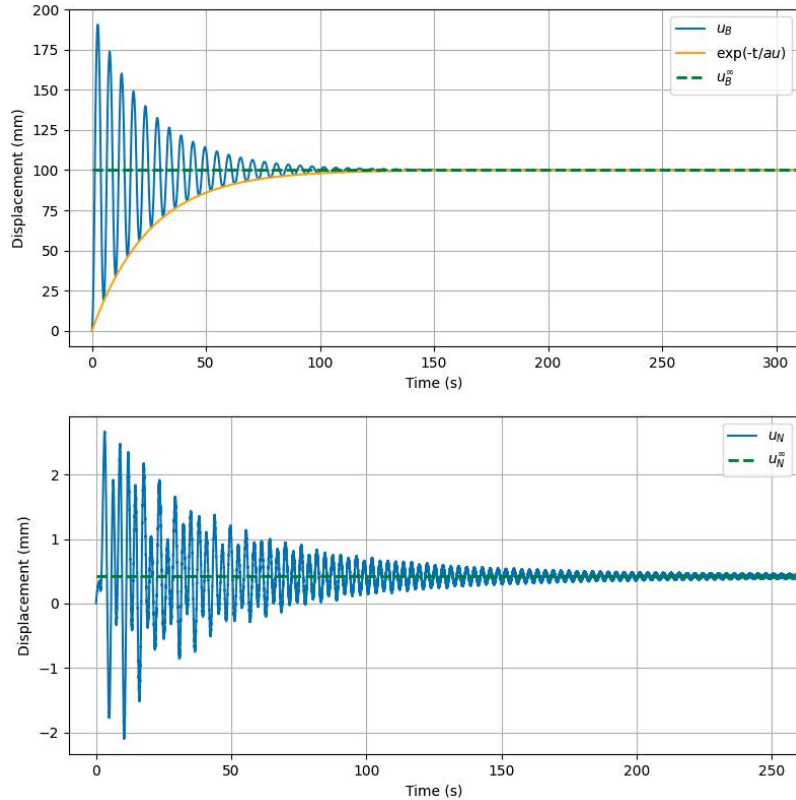 200
175
150
125
100
75
50
25
0
Displacement (mm)
u_B
exp(-t/au)
u_B^∞
0 50 100 150 200 250 300
Time (s)
2
1
0
−1
−2
Displacement (mm)
u_N
u_N^∞
0 50 100 150 200 250
Time (s)